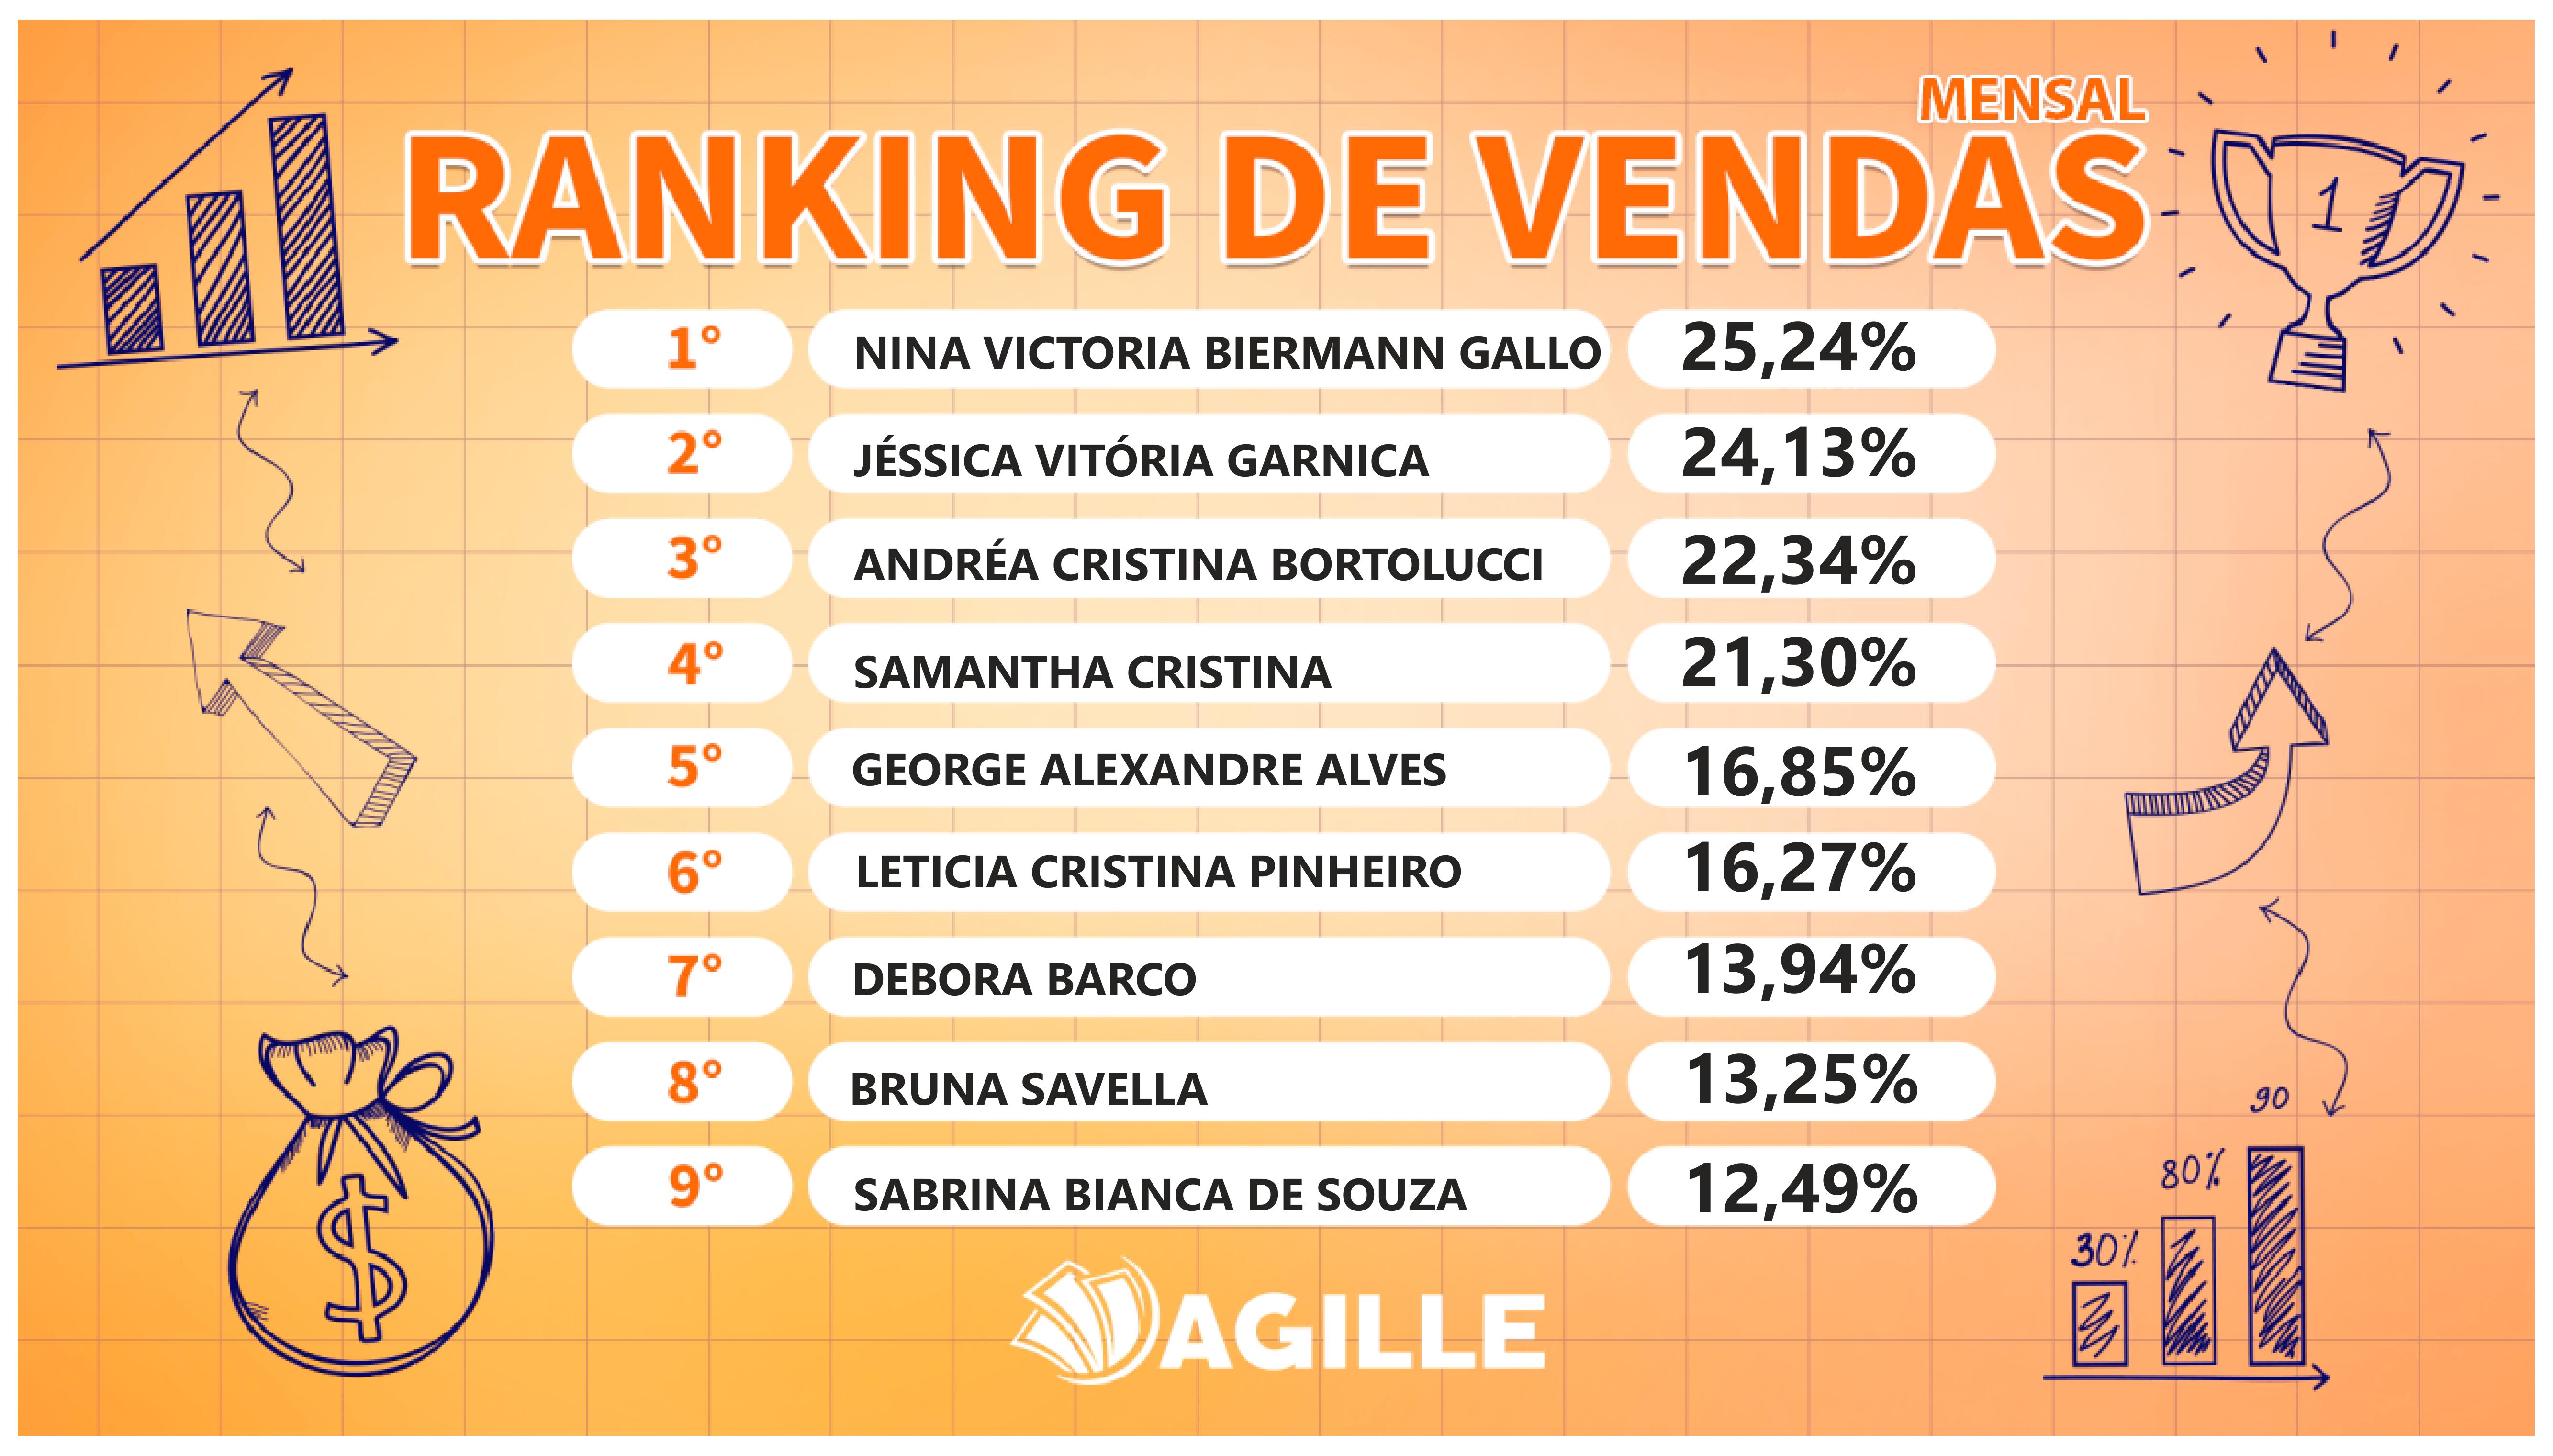 MENSAL
RANKING DE VENDAS
1
1° NINA VICTORIA BIERMANN GALLO 25,24%
2° JÉSSICA VITÓRIA GARNICA 24,13%
3° ANDRÉA CRISTINA BORTOLUCCI 22,34%
4° SAMANTHA CRISTINA 21,30%
5° GEORGE ALEXANDRE ALVES 16,85%
6° LETICIA CRISTINA PINHEIRO 16,27%
7° DEBORA BARCO 13,94%
8° BRUNA SAVELLA 13,25%
9° SABRINA BIANCA DE SOUZA 12,49%
90
80%
30%
$
AGILLE